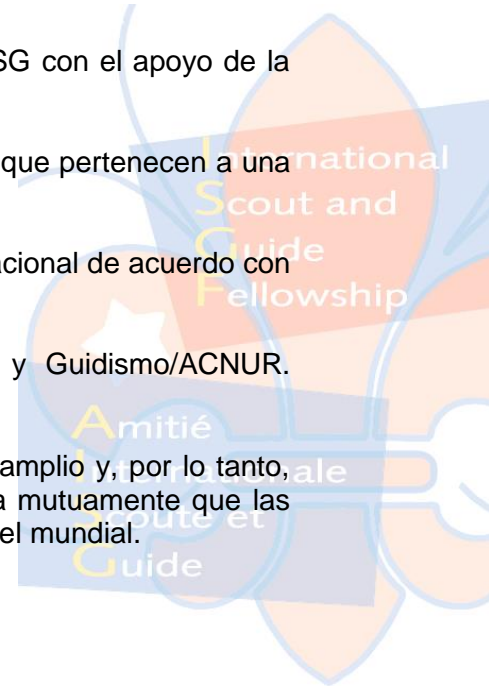 SG con el apoyo de la
que pertenecen a una
acional de acuerdo con
y Guidismo/ACNUR.
amplio y, por lo tanto,
a mutuamente que las
el mundial.
International
Scout and
Guide
Fellowship
Amitié
Internationale
Scoute et
Guide